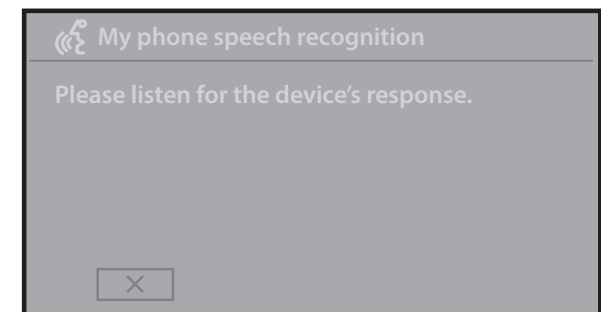 My phone speech recognition
Please listen for the device's response.